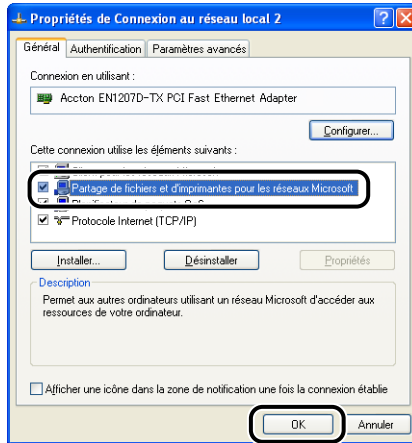 Propriétés de Connexion au réseau local 2
Général Authentification Paramètres avancés
Connexion en utilisant :
Accton EN1207D-TX PCI Fast Ethernet Adapter
Configurer...
Cette connexion utilise les éléments suivants :
Partage de fichiers et d'imprimantes pour les réseaux Microsoft
Protocole Internet (TCP/IP)
Installer... Désinstaller Propriétés
Description
Permet aux autres ordinateurs utilisant un réseau Microsoft d'accéder aux
ressources de votre ordinateur.
Afficher une icône dans la zone de notification une fois la connexion établie
OK Annuler